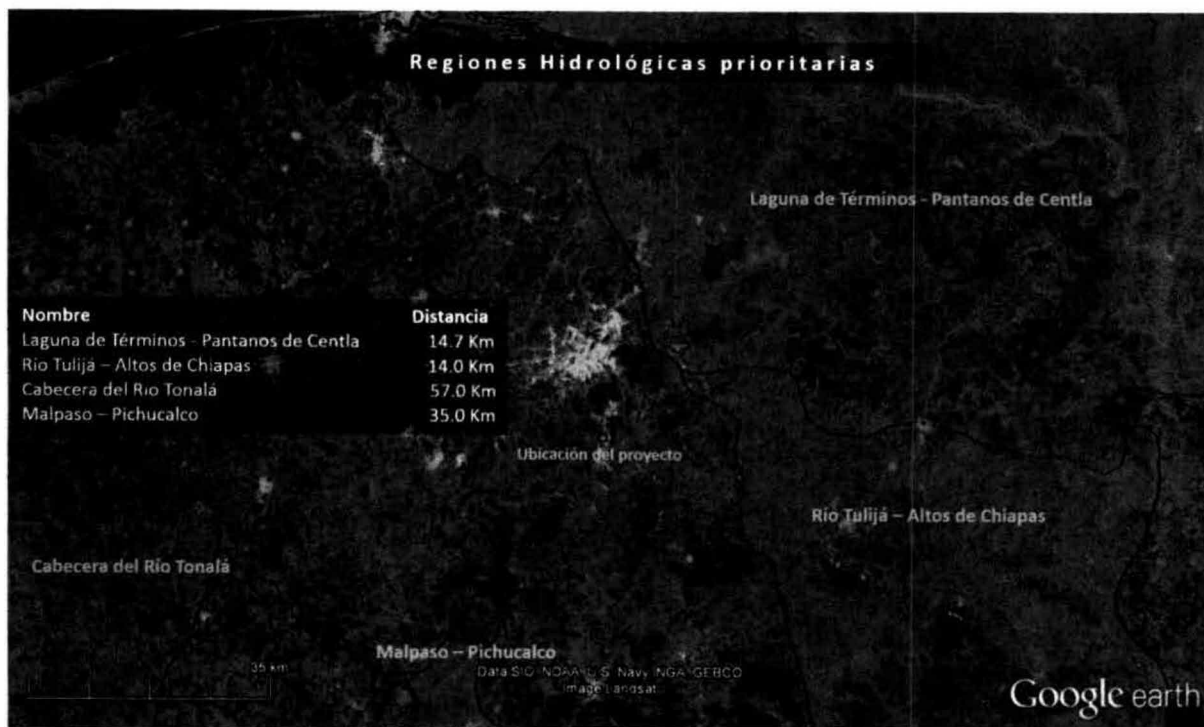 Regiones Hidrológicas prioritarias
Laguna de Términos - Pantanos de Centla
Nombre Distancia
Laguna de Términos - Pantanos de Centla 14.7 Km
Río Tulijá – Altos de Chiapas 14.0 Km
Cabecera del Río Tonalá 57.0 Km
Malpaso – Pichucalco 35.0 Km
Ubicación del proyecto
Río Tulijá – Altos de Chiapas
Cabecera del Río Tonalá
Malpaso – Pichucalco
35 km
Data SIO, NOAA, U.S. Navy, NGA, GEBCO
Image Landsat
Google earth